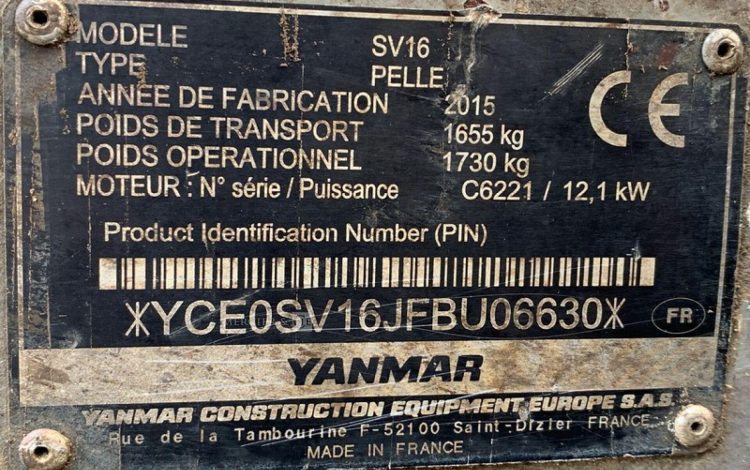 MODELE SV16
TYPE PELLE
ANNÉE DE FABRICATION 2015
POIDS DE TRANSPORT 1655 kg
POIDS OPERATIONNEL 1730 kg
MOTEUR : N° série / Puissance C6221 / 12,1 kW
CE
Product Identification Number (PIN)
*YCE0SV16JFBU06630*
FR
YANMAR
YANMAR CONSTRUCTION EQUIPMENT EUROPE S.A.S.
Rue de la Tambourine F-52100 Saint-Dizier FRANCE
MADE IN FRANCE